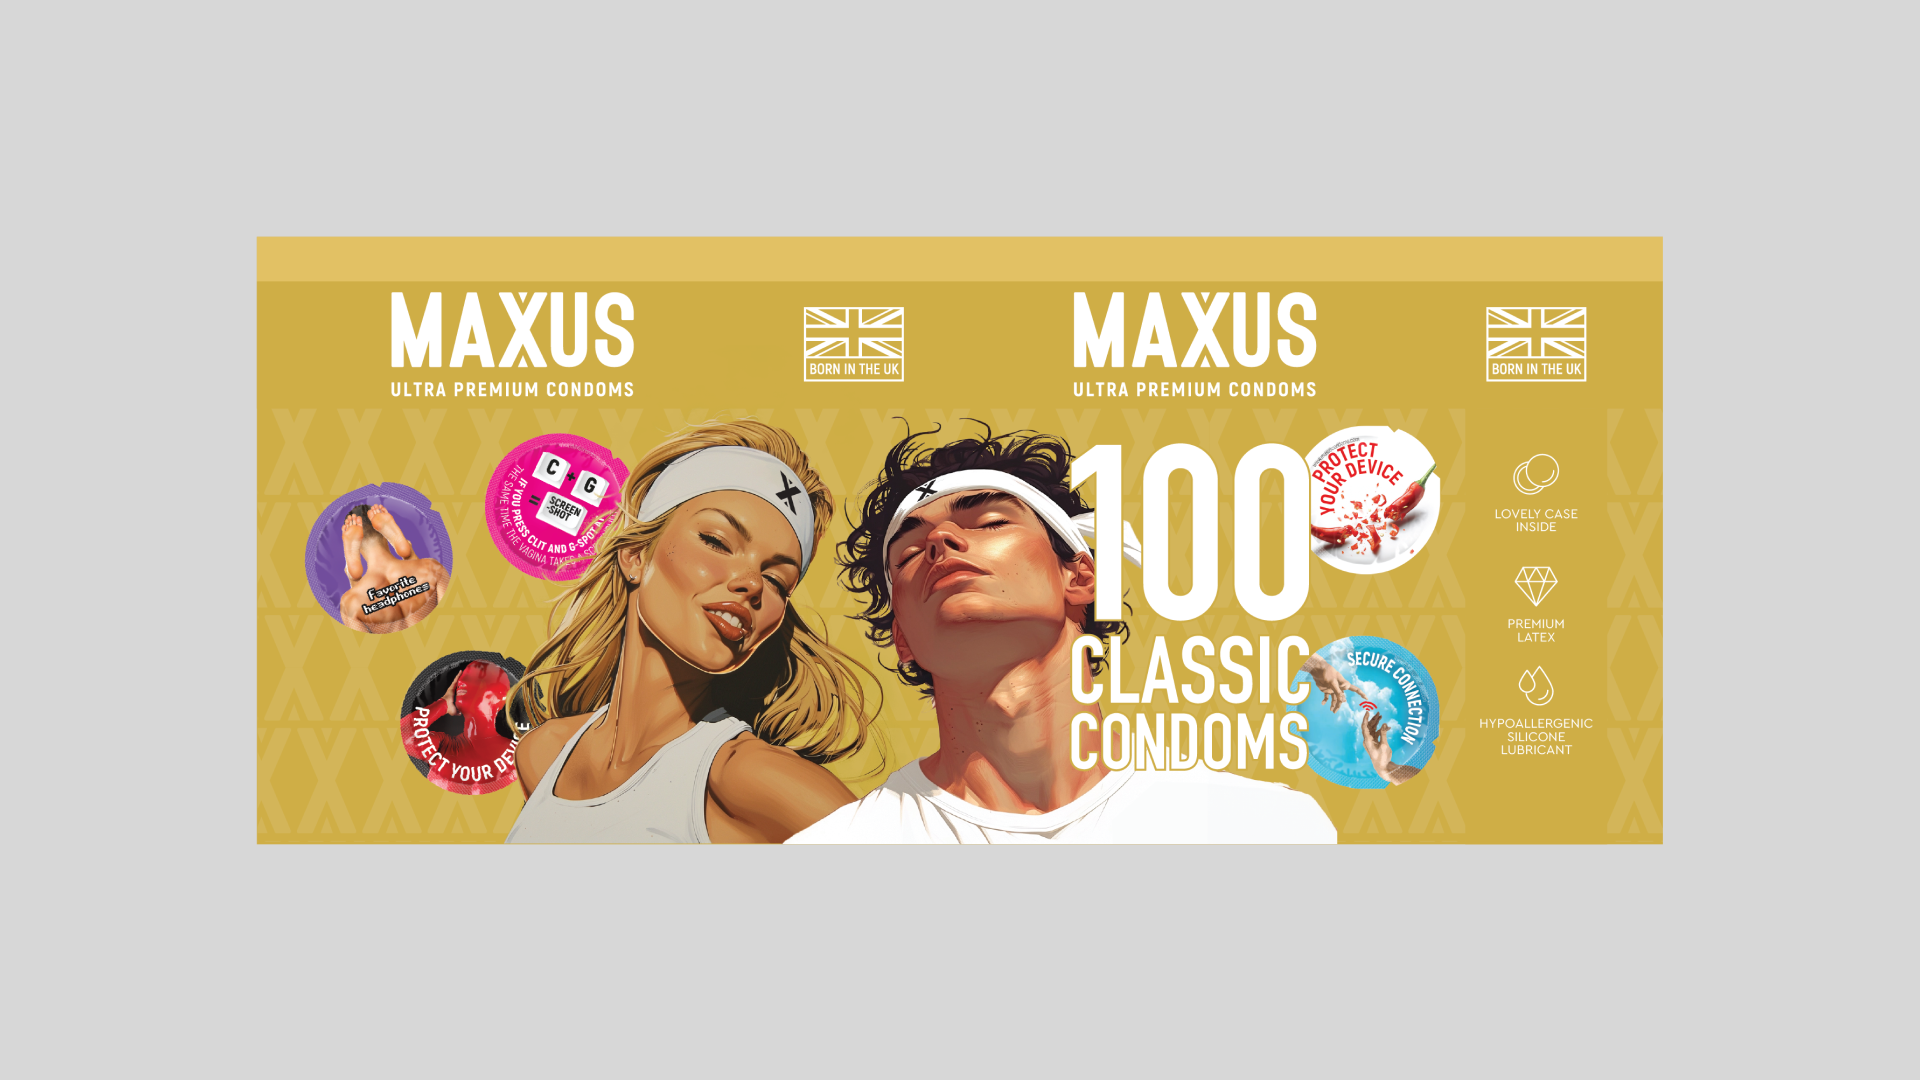 MAXUS
ULTRA PREMIUM CONDOMS
BORN IN THE UK
MAXUS
ULTRA PREMIUM CONDOMS
BORN IN THE UK
C + G
=
SCREEN
-SHOT
IF YOU PRESS CLIT AND G-SPOT
THE SAME TIME THE VAGINA TAKES A
Favorite
headphones
PROTECT YOUR DEVICE
100
CLASSIC
CONDOMS
PROTECT
YOUR DEVICE
SECURE CONNECTION
LOVELY CASE
INSIDE
PREMIUM
LATEX
HYPOALLERGENIC
SILICONE
LUBRICANT